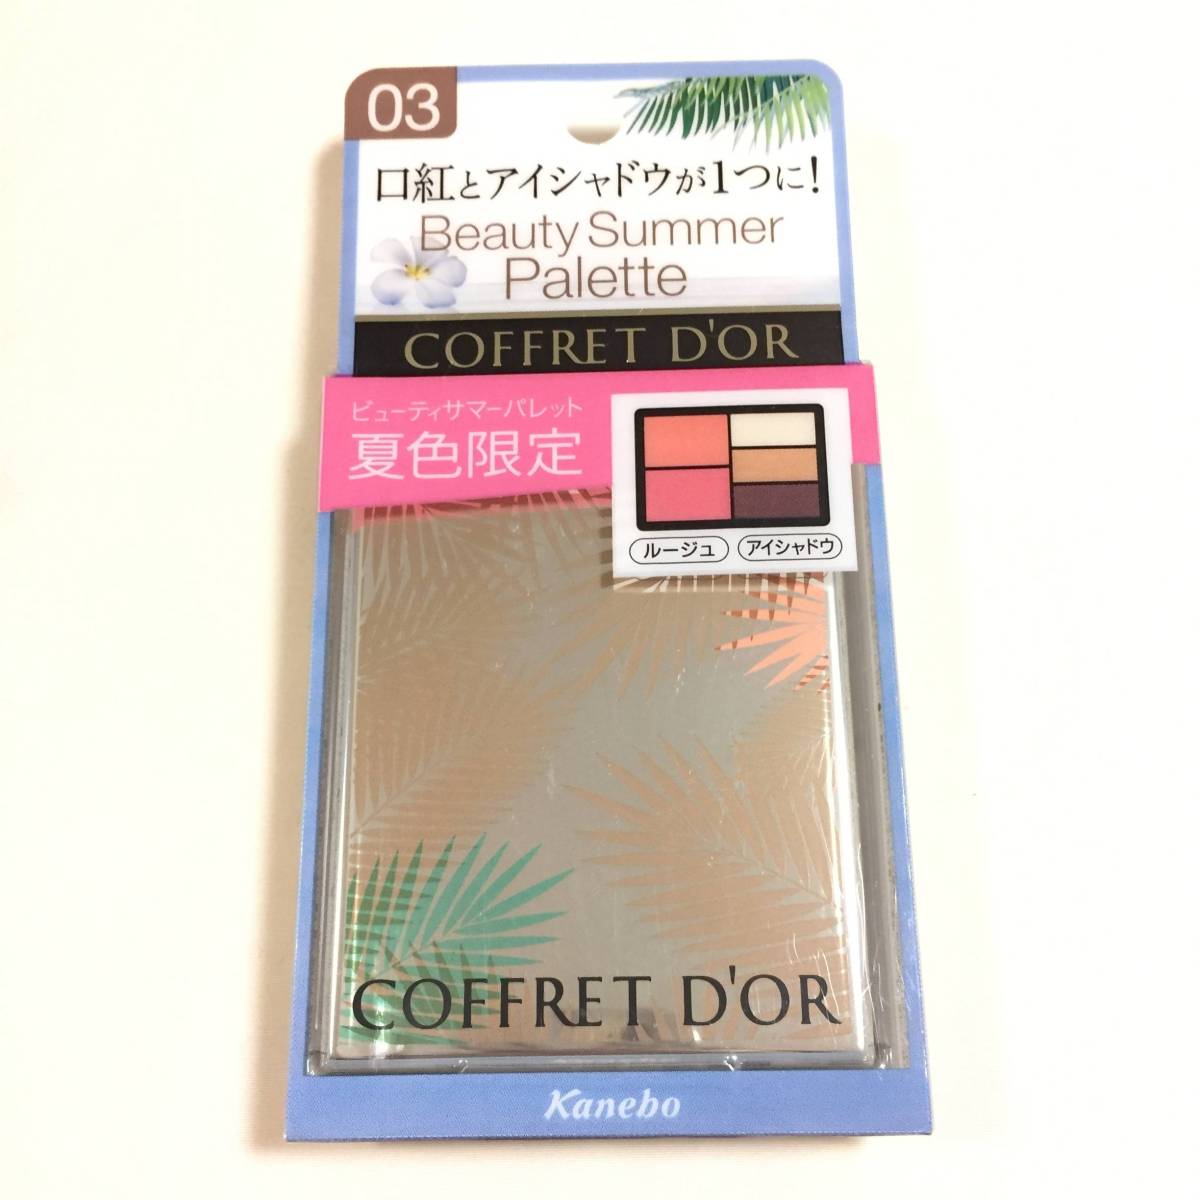 03
口紅とアイシャドウが1つに!
Beauty Summer
Palette
COFFRET D'OR
ビューティサマーパレット
夏色限定
ルージュ アイシャドウ
COFFRET D'OR
Kanebo